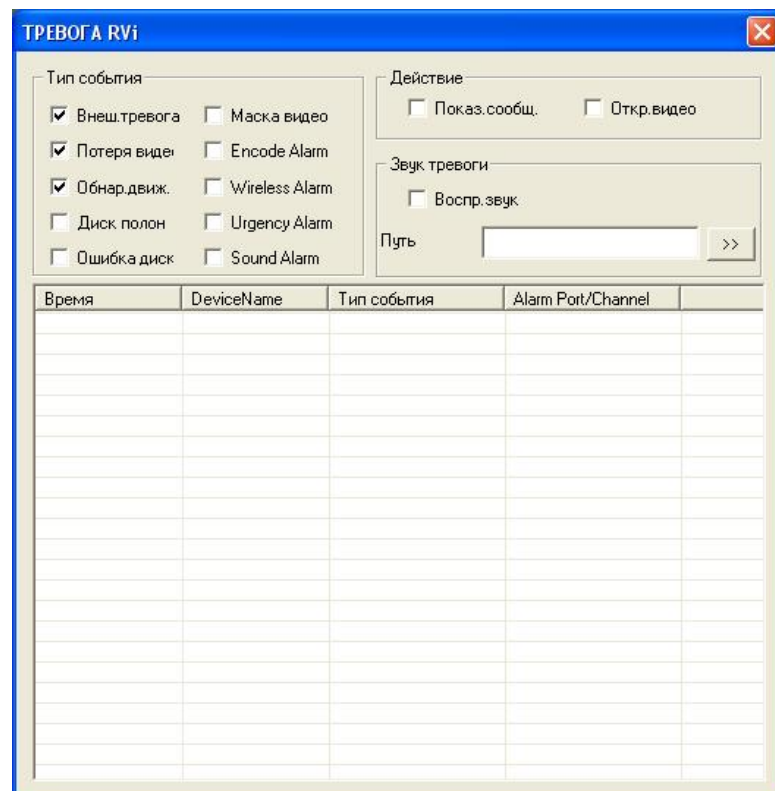 ТРЕВОГА RVi
Тип события
Внеш.тревога
Маска видео
Потеря видео
Encode Alarm
Обнар.движ.
Wireless Alarm
Диск полон
Urgency Alarm
Ошибка диск
Sound Alarm
Действие
Показ.сообщ.
Откр.видео
Звук тревоги
Воспр.звук
Путь
>>
Время DeviceName Тип события Alarm Port/Channel